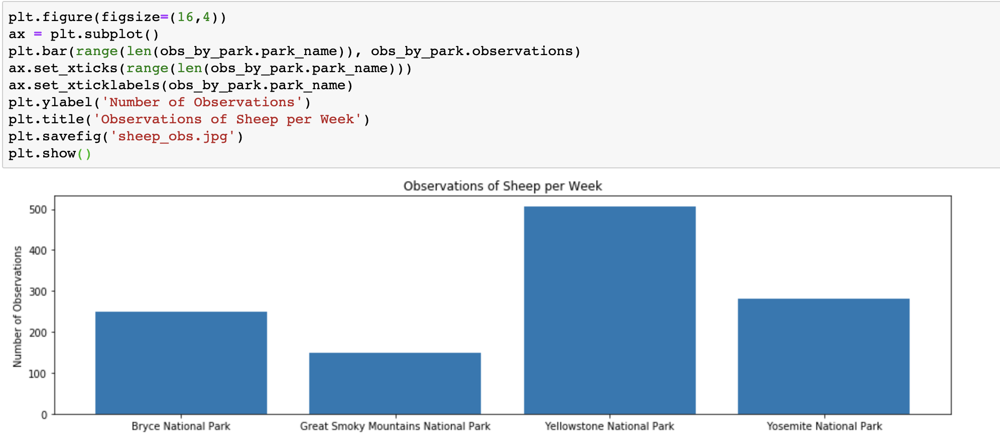 plt.figure(figsize=(16,4))
ax = plt.subplot()
plt.bar(range(len(obs_by_park.park_name)), obs_by_park.observations)
ax.set_xticks(range(len(obs_by_park.park_name)))
ax.set_xticklabels(obs_by_park.park_name)
plt.ylabel('Number of Observations')
plt.title('Observations of Sheep per Week')
plt.savefig('sheep_obs.jpg')
plt.show()
Observations of Sheep per Week
Number of Observations
500
400
300
200
100
0
Bryce National Park
Great Smoky Mountains National Park
Yellowstone National Park
Yosemite National Park